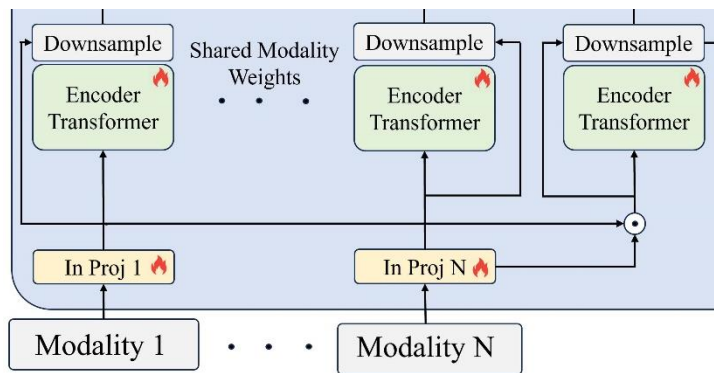 Downsample
Shared Modality
Weights
Downsample
Downsample
Encoder
Transformer
Encoder
Transformer
Encoder
Transformer
In Proj 1
In Proj N
Modality 1
Modality N